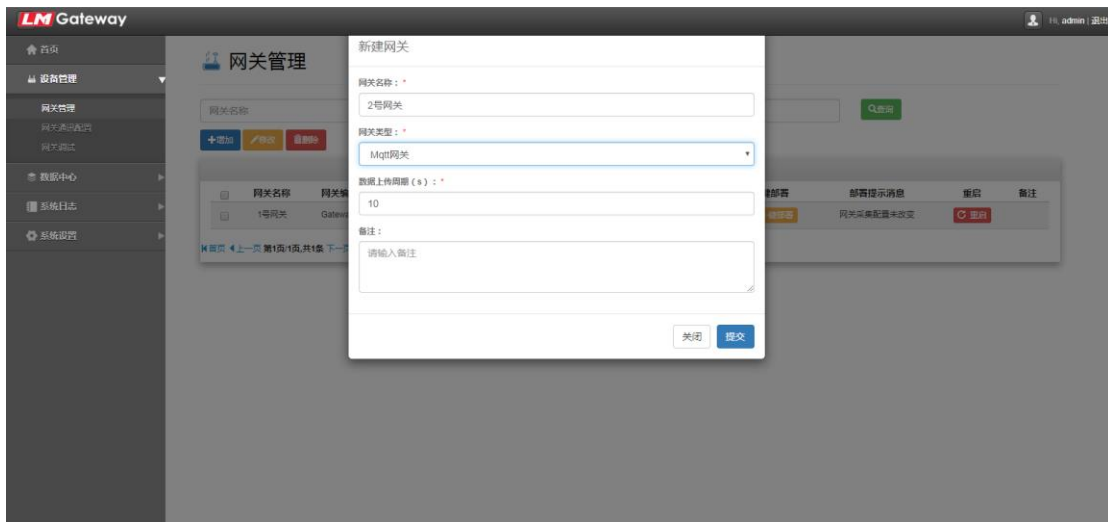 LM Gateway
Hi, admin | 退出
首页
设备管理
网关管理
网关通讯配置
网关调试
数据中心
系统日志
系统设置
网关管理
网关名称
查询
增加 修改 删除
网关名称
部署提示消息 重启 备注
1号网关
网关采集配置未改变 重启
首页 上一页 第1页/1页,共1条 下一页
新建网关
网关名称：*
2号网关
网关类型：*
Mqtt网关
数据上传周期(s)：*
10
备注：
请输入备注
关闭 提交